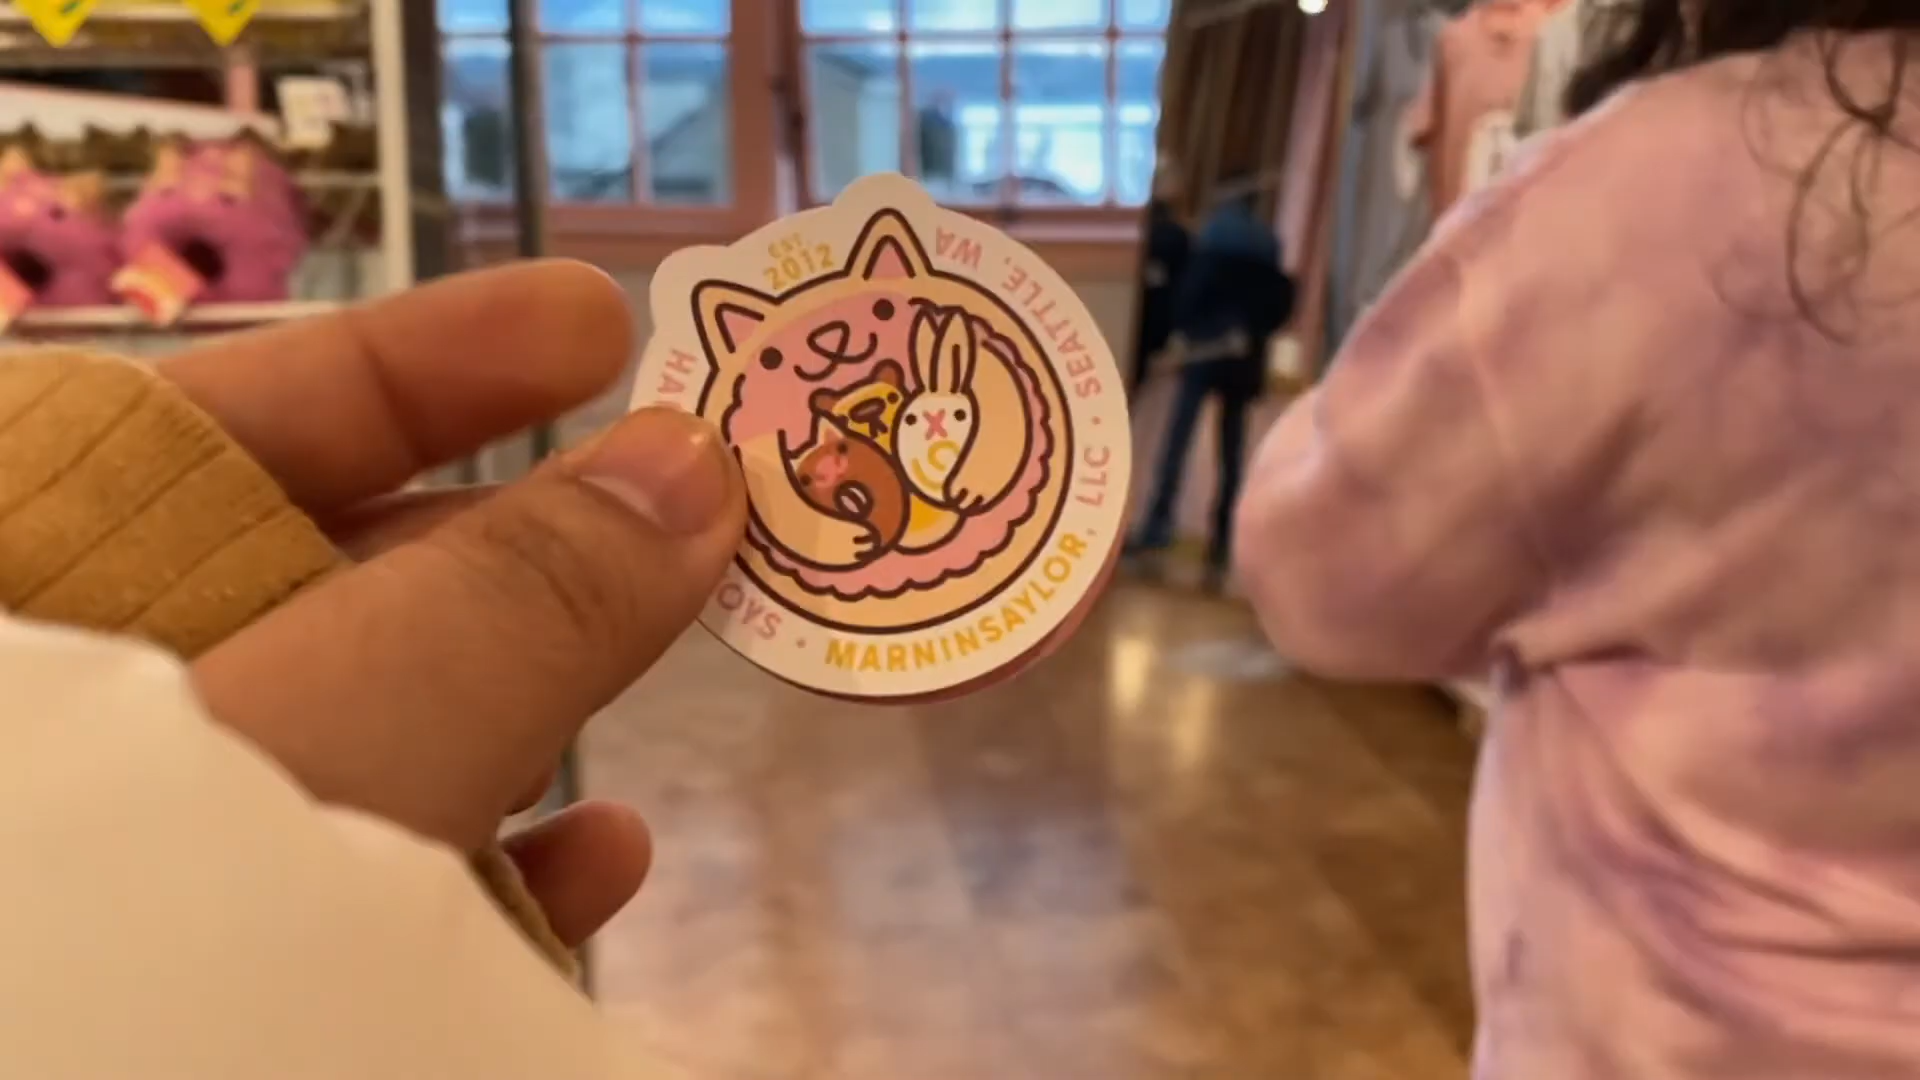 EST.
2012
SEATTLE, WA
MARNINSAYLOR, LLC